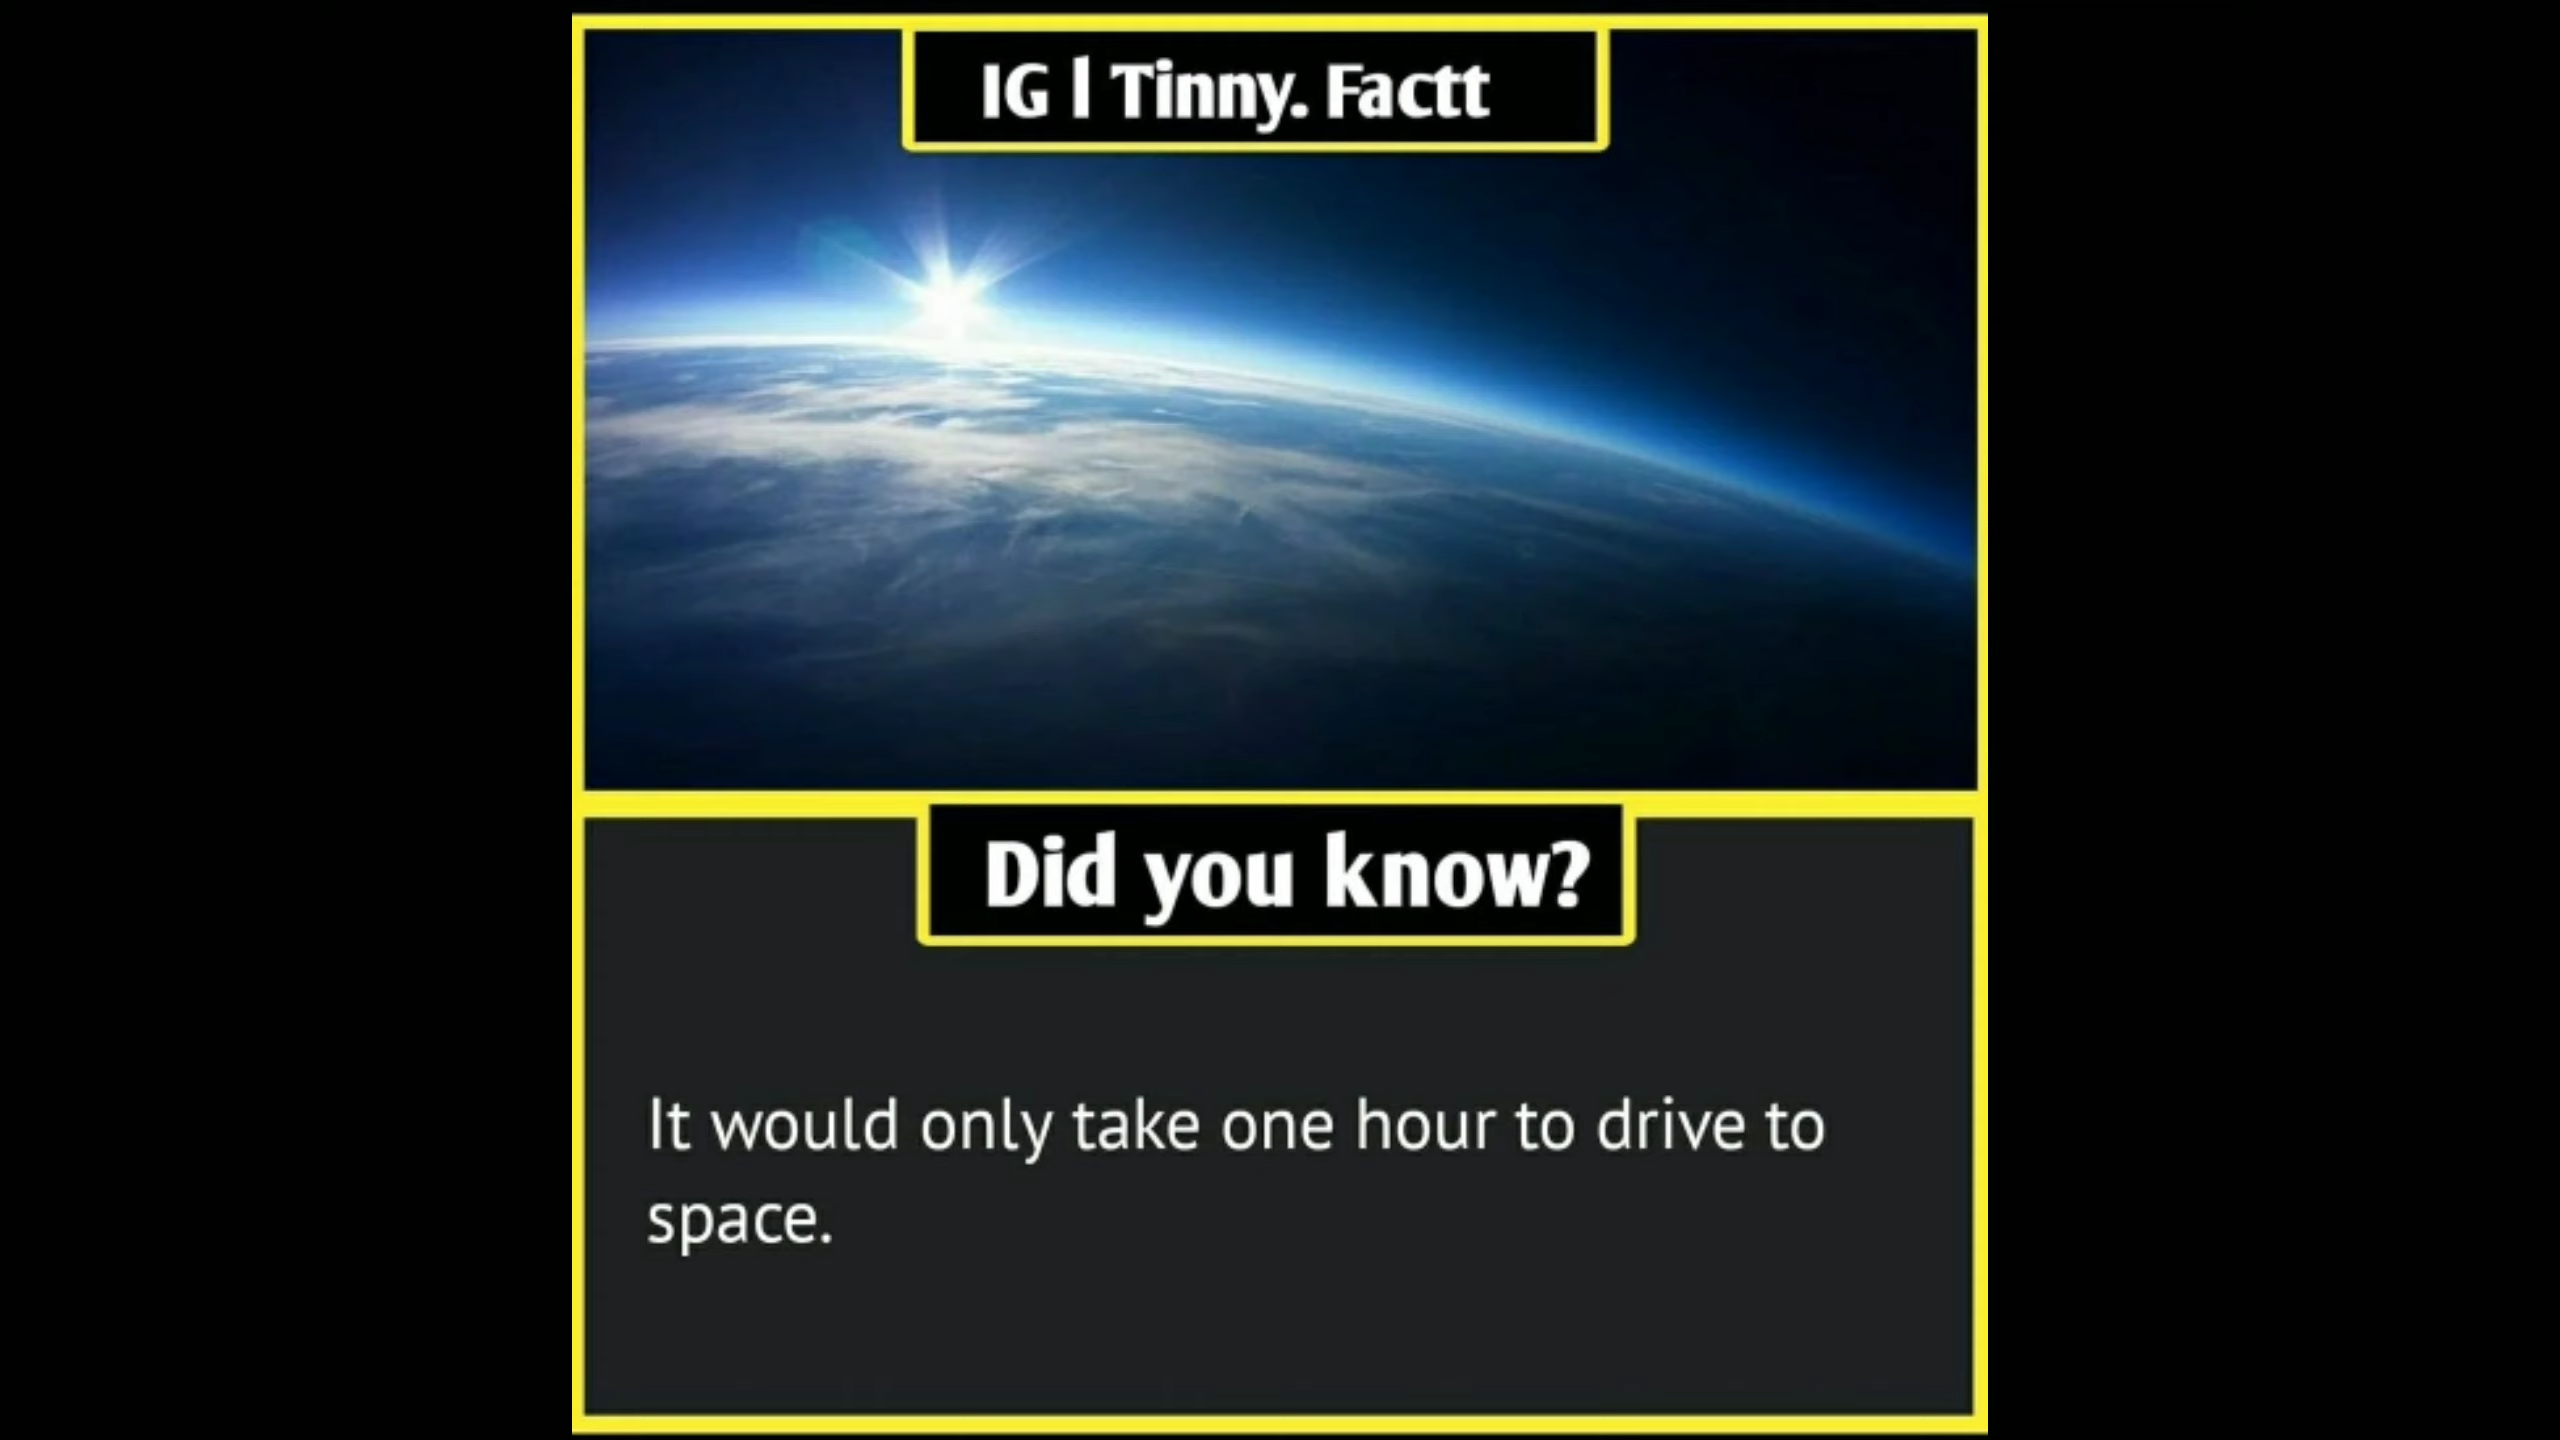 IG | Tinny. Factt
Did you know?
It would only take one hour to drive to
space.